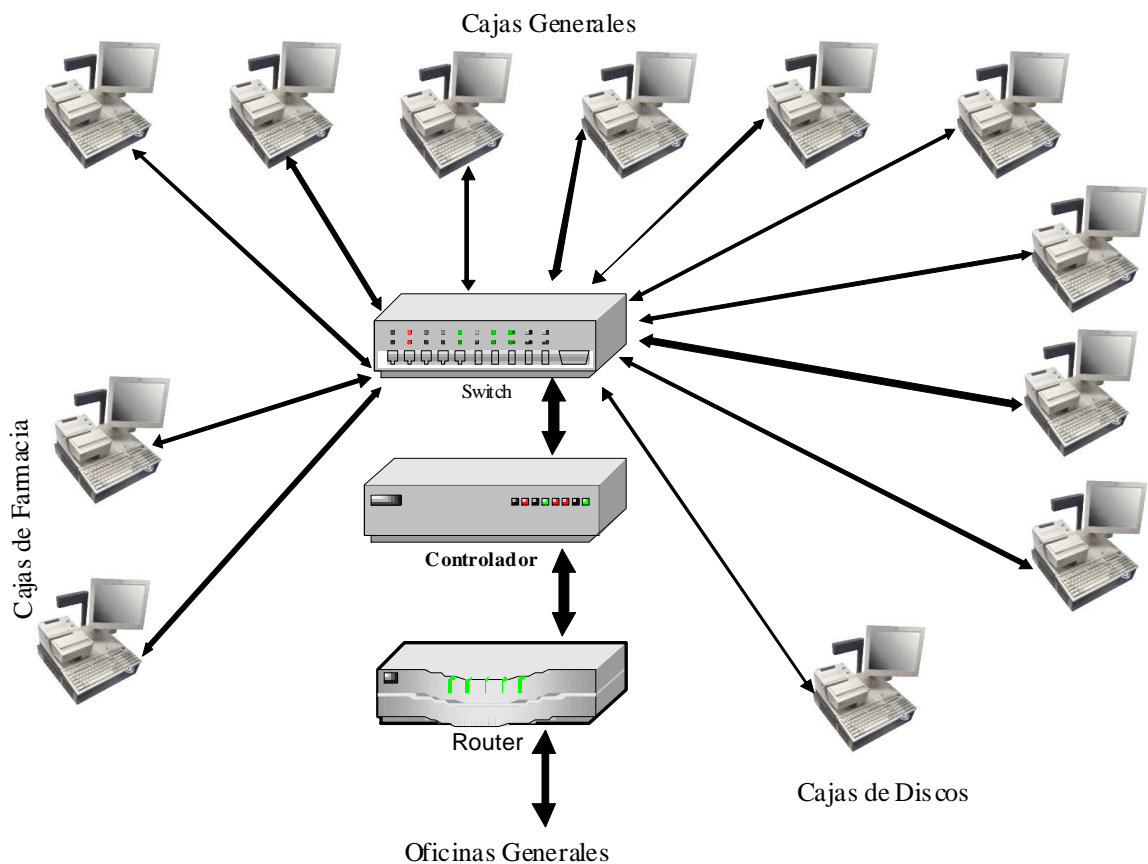 Cajas Generales
Switch
Cajas de Farmacia
Controlador
Router
Cajas de Discos
Oficinas Generales